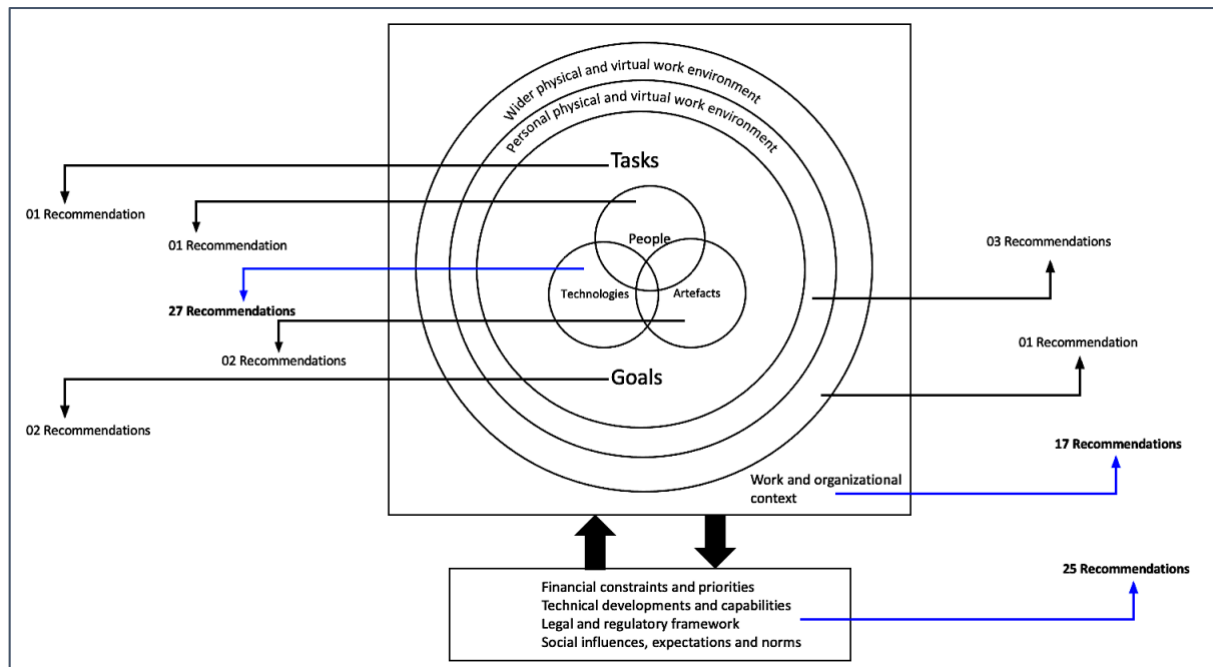 Wider physical and virtual work environment
Personal physical and virtual work environment
Tasks
01 Recommendation
01 Recommendation
People
03 Recommendations
Technologies
Artefacts
27 Recommendations
01 Recommendation
02 Recommendations
Goals
02 Recommendations
17 Recommendations
Work and organizational
context
25 Recommendations
Financial constraints and priorities
Technical developments and capabilities
Legal and regulatory framework
Social influences, expectations and norms